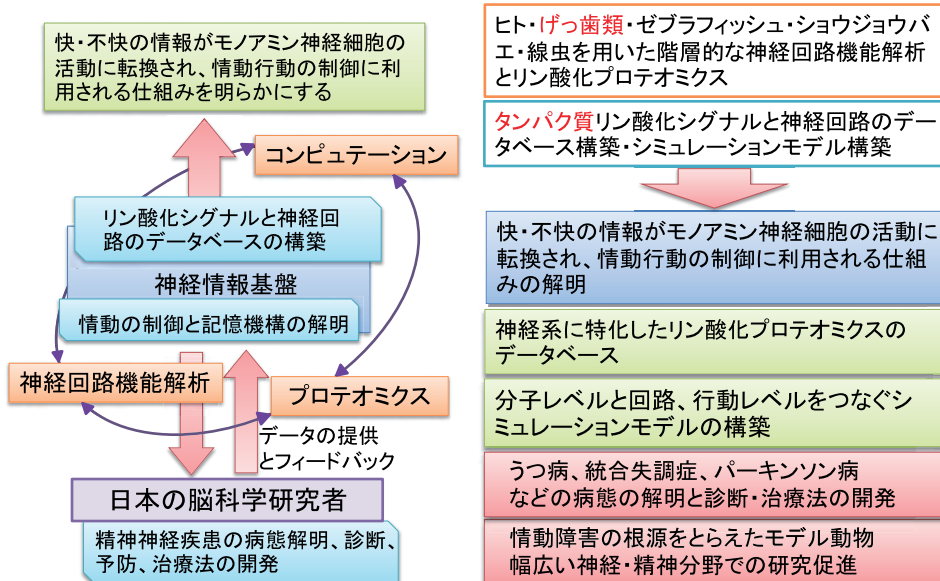 快・不快の情報がモノアミン神経細胞の
活動に転換され、情動行動の制御に利
用される仕組みを明らかにする
コンピュテーション
リン酸化シグナルと神経回
路のデータベースの構築
神経情報基盤
情動の制御と記憶機構の解明
神経回路機能解析
プロテオミクス
データの提供
とフィードバック
日本の脳科学研究者
精神神経疾患の病態解明、診断、
予防、治療法の開発
ヒト・げっ歯類・ゼブラフィッシュ・ショウジョウバ
エ・線虫を用いた階層的な神経回路機能解析
とリン酸化プロテオミクス
タンパク質リン酸化シグナルと神経回路のデー
タベース構築・シミュレーションモデル構築
快・不快の情報がモノアミン神経細胞の活動に
転換され、情動行動の制御に利用される仕組
みの解明
神経系に特化したリン酸化プロテオミクスの
データベース
分子レベルと回路、行動レベルをつなぐシ
ミュレーションモデルの構築
うつ病、統合失調症、パーキンソン病
などの病態の解明と診断・治療法の開発
情動障害の根源をとらえたモデル動物
幅広い神経・精神分野での研究促進